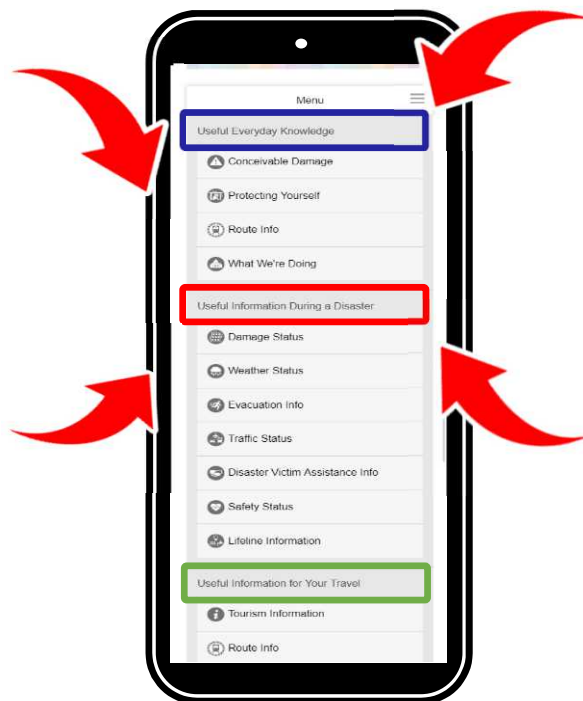 Menu
Useful Everyday Knowledge
Conceivable Damage
Protecting Yourself
Route Info
What We're Doing
Useful Information During a Disaster
Damage Status
Weather Status
Evacuation Info
Traffic Status
Disaster Victim Assistance Info
Safety Status
Lifeline Information
Useful Information for Your Travel
Tourism Information
Route Info